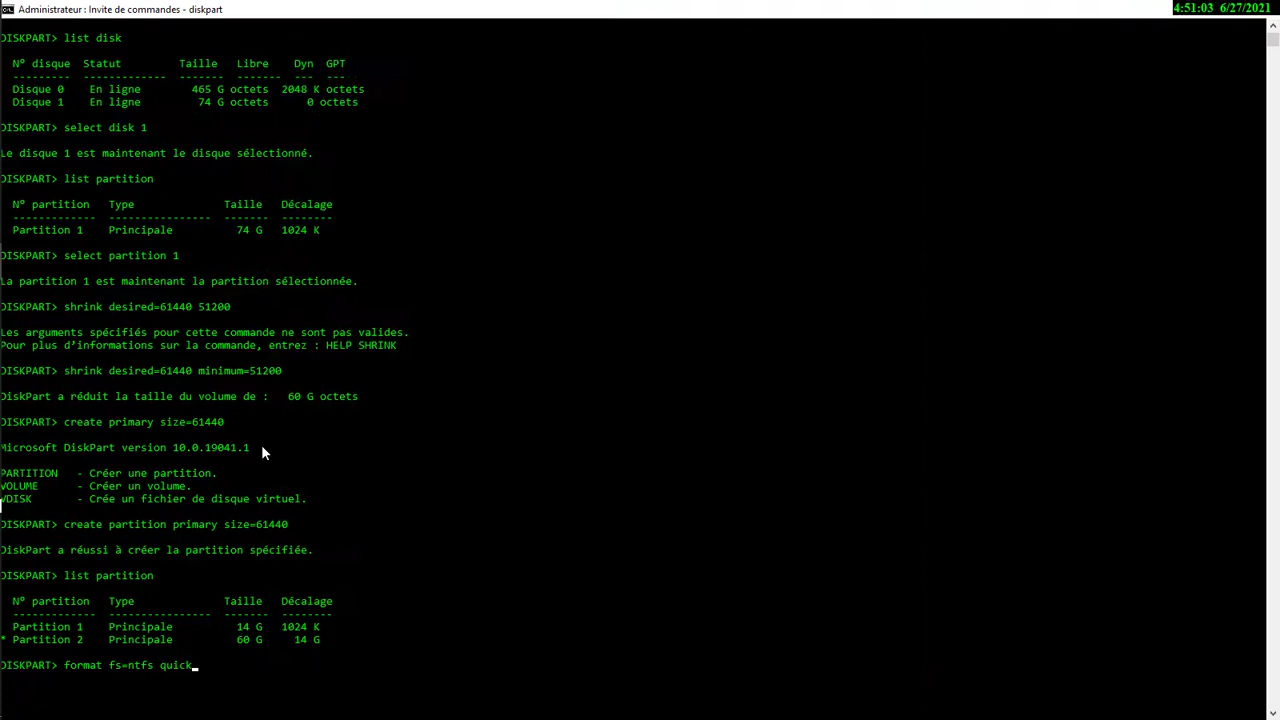 Administrateur : Invite de commandes - diskpart
4:51:03 6/27/2021
DISKPART> list disk
N° disque Statut Taille Libre Dyn GPT
--------- ------------- ------- ------- --- ---
Disque 0 En ligne 465 G octets 2048 K octets
Disque 1 En ligne 74 G octets 0 octets
DISKPART> select disk 1
Le disque 1 est maintenant le disque sélectionné.
DISKPART> list partition
N° partition Type Taille Décalage
------------- ---------------- ------- --------
Partition 1 Principale 74 G 1024 K
DISKPART> select partition 1
La partition 1 est maintenant la partition sélectionnée.
DISKPART> shrink desired=61440 51200
Les arguments spécifiés pour cette commande ne sont pas valides.
Pour plus d’informations sur la commande, entrez : HELP SHRINK
DISKPART> shrink desired=61440 minimum=51200
DiskPart a réduit la taille du volume de : 60 G octets
DISKPART> create primary size=61440
Microsoft DiskPart version 10.0.19041.1
PARTITION - Créer une partition.
VOLUME - Créer un volume.
VDISK - Crée un fichier de disque virtuel.
DISKPART> create partition primary size=61440
DiskPart a réussi à créer la partition spécifiée.
DISKPART> list partition
N° partition Type Taille Décalage
------------- ---------------- ------- --------
Partition 1 Principale 14 G 1024 K
* Partition 2 Principale 60 G 14 G
DISKPART> format fs=ntfs quick